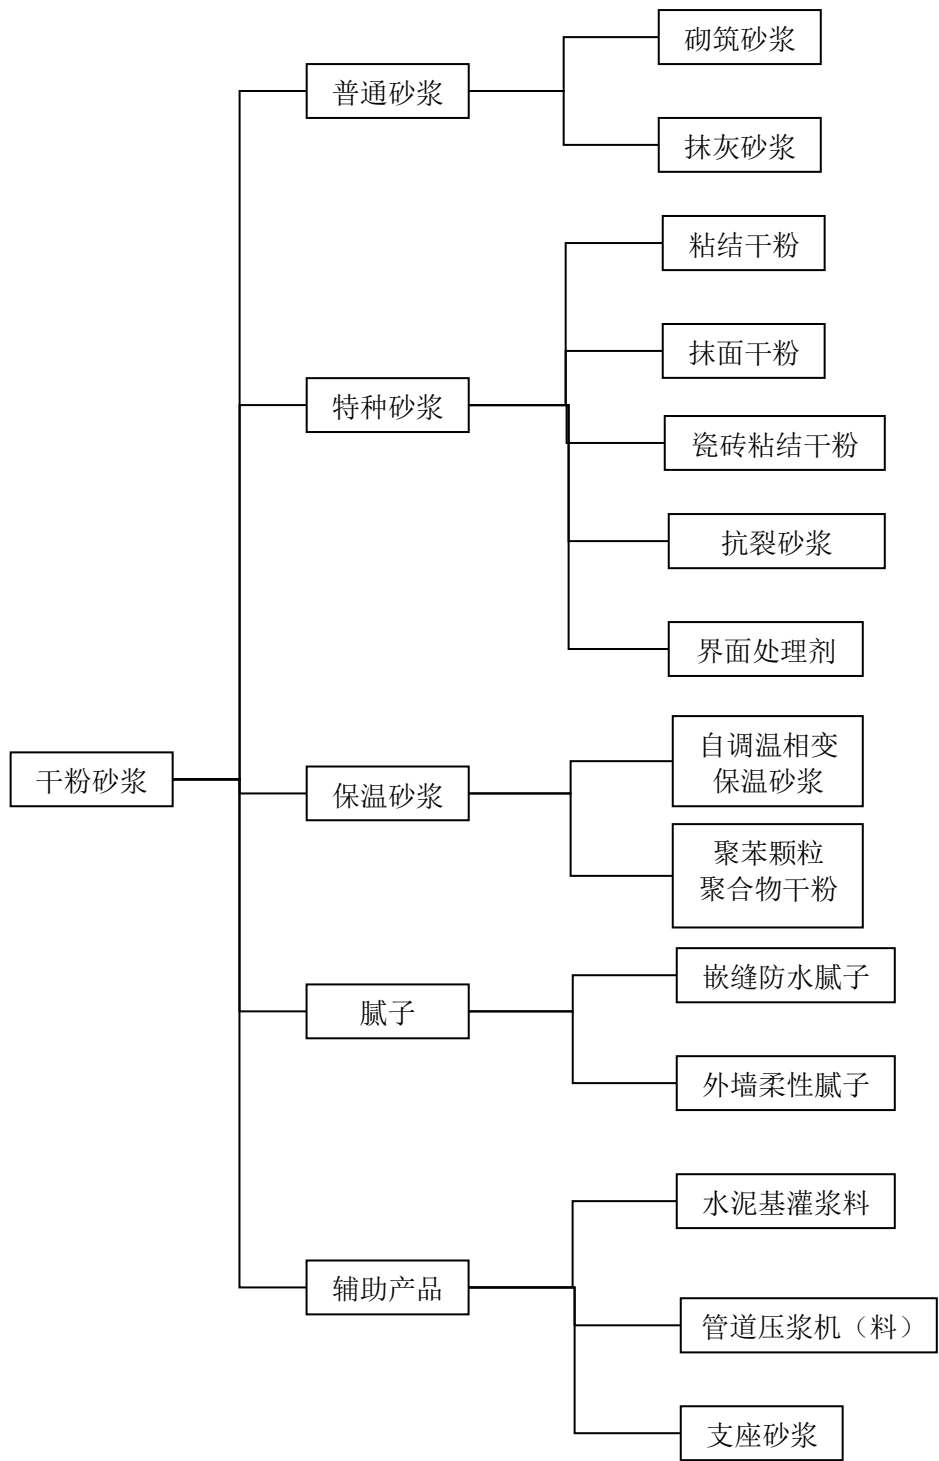 砌筑砂浆
普通砂浆
抹灰砂浆
粘结干粉
抹面干粉
特种砂浆
瓷砖粘结干粉
抗裂砂浆
界面处理剂
自调温相变
保温砂浆
干粉砂浆
保温砂浆
聚苯颗粒
聚合物干粉
嵌缝防水腻子
腻子
外墙柔性腻子
水泥基灌浆料
辅助产品
管道压浆机（料）
支座砂浆